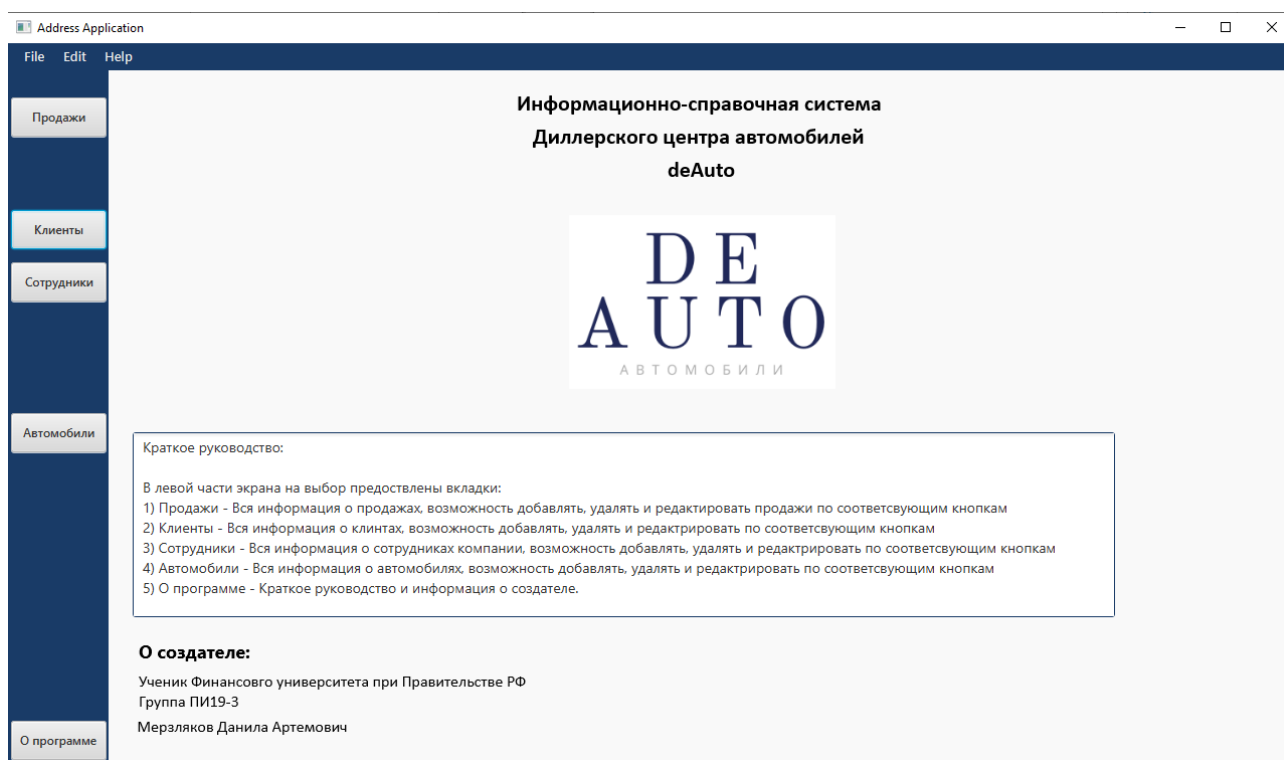 Address Application
File Edit Help
Продажи
Клиенты
Сотрудники
Автомобили
О программе
Информационно-справочная система
Диллерского центра автомобилей
deAuto
DE
AUTO
АВТОМОБИЛИ
Краткое руководство:
В левой части экрана на выбор предоствлены вкладки:
1) Продажи - Вся информация о продажах, возможность добавлять, удалять и редактировать продажи по соответсвующим кнопкам
2) Клиенты - Вся информация о клинтах, возможность добавлять, удалять и редактрировать по соответсвующим кнопкам
3) Сотрудники - Вся информация о сотрудниках компании, возможность добавлять, удалять и редактрировать по соответсвующим кнопкам
4) Автомобили - Вся информация о автомобилях, возможность добавлять, удалять и редактрировать по соответсвующим кнопкам
5) О программе - Краткое руководство и информация о создателе.
О создателе:
Ученик Финансовго университета при Правительстве РФ
Группа ПИ19-3
Мерзляков Данила Артемович